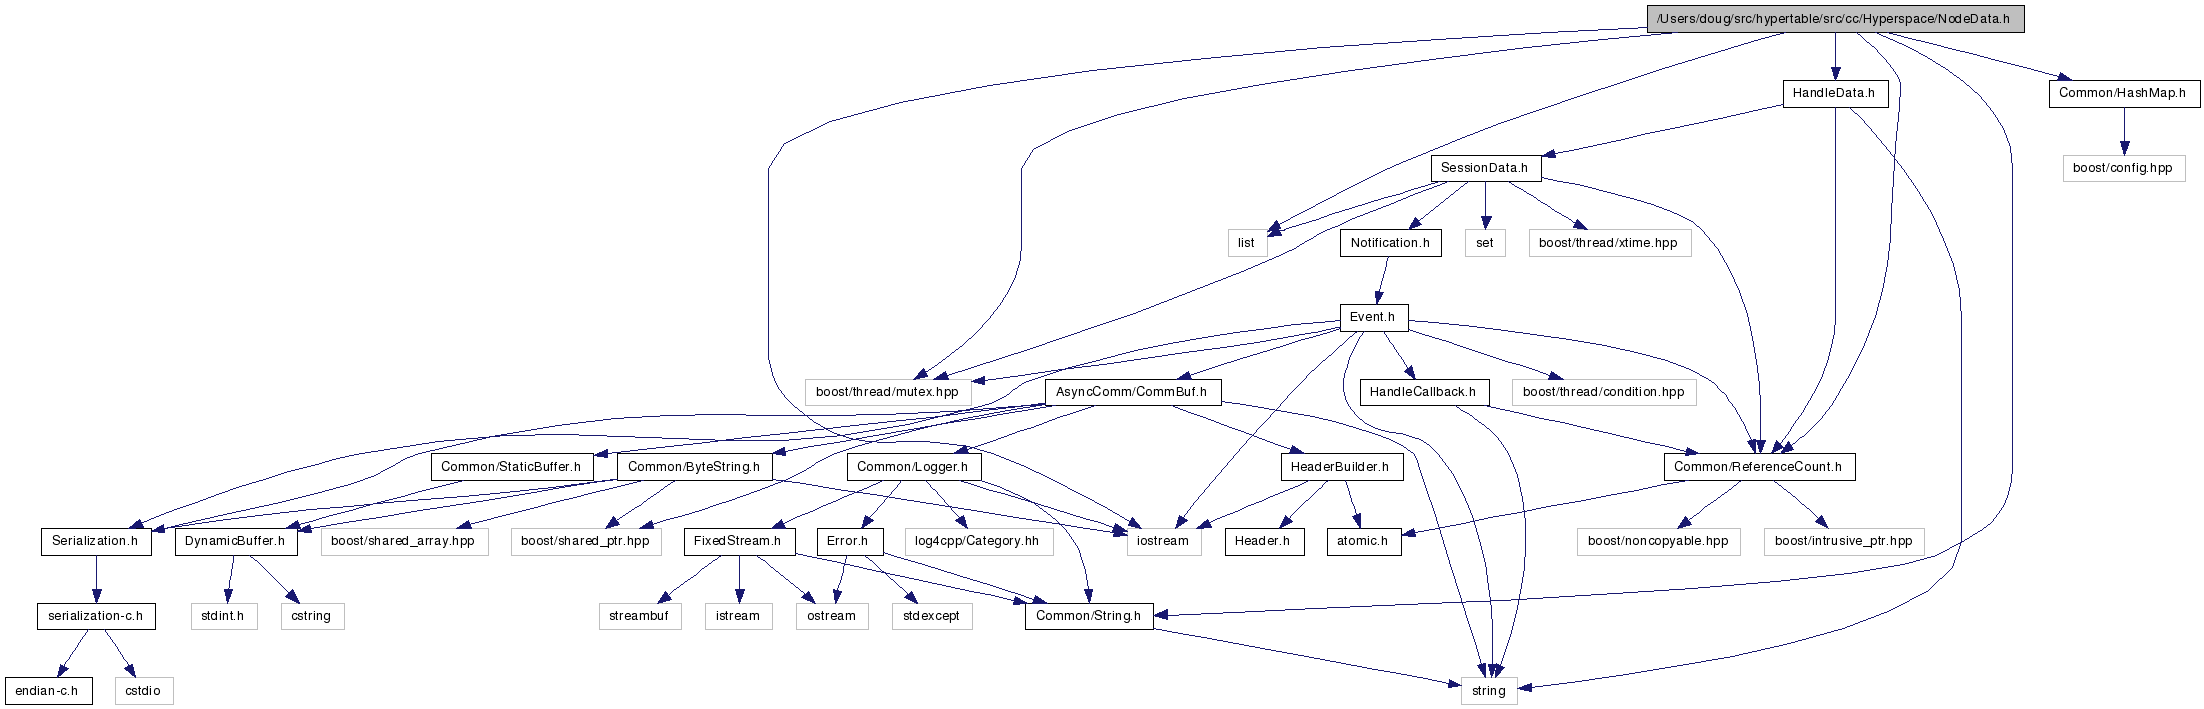 /Users/doug/src/hypertable/src/cc/Hyperspace/NodeData.h
HandleData.h
Common/HashMap.h
SessionData.h
boost/config.hpp
list
Notification.h
set
boost/thread/xtime.hpp
Event.h
boost/thread/mutex.hpp
AsyncComm/CommBuf.h
HandleCallback.h
boost/thread/condition.hpp
Common/StaticBuffer.h
Common/ByteString.h
Common/Logger.h
HeaderBuilder.h
Common/ReferenceCount.h
Serialization.h
DynamicBuffer.h
boost/shared_array.hpp
boost/shared_ptr.hpp
FixedStream.h
Error.h
log4cpp/Category.hh
iostream
Header.h
atomic.h
boost/noncopyable.hpp
boost/intrusive_ptr.hpp
serialization-c.h
stdint.h
cstring
streambuf
istream
ostream
stdexcept
Common/String.h
endian-c.h
cstdio
string